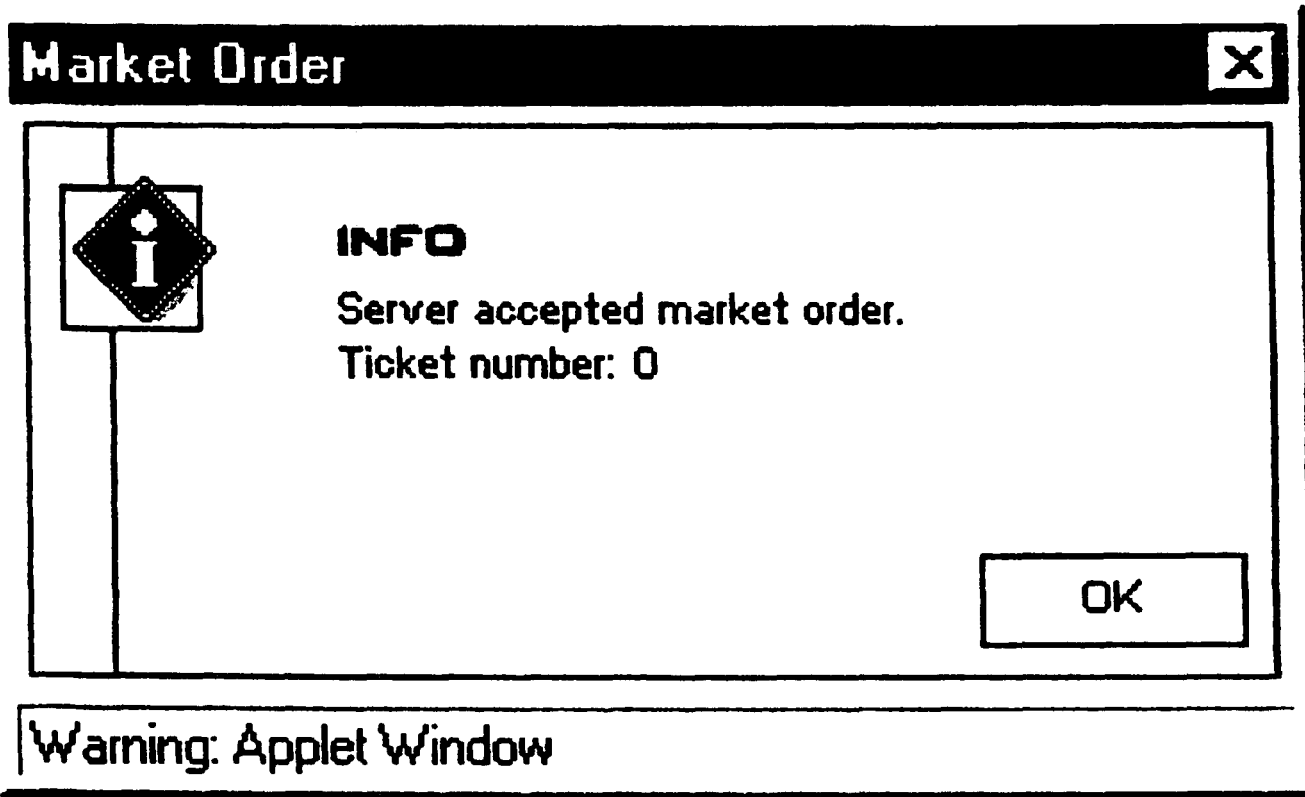 Market Order
INFO
Server accepted market order.
Ticket number: 0
OK
Warning: Applet Window